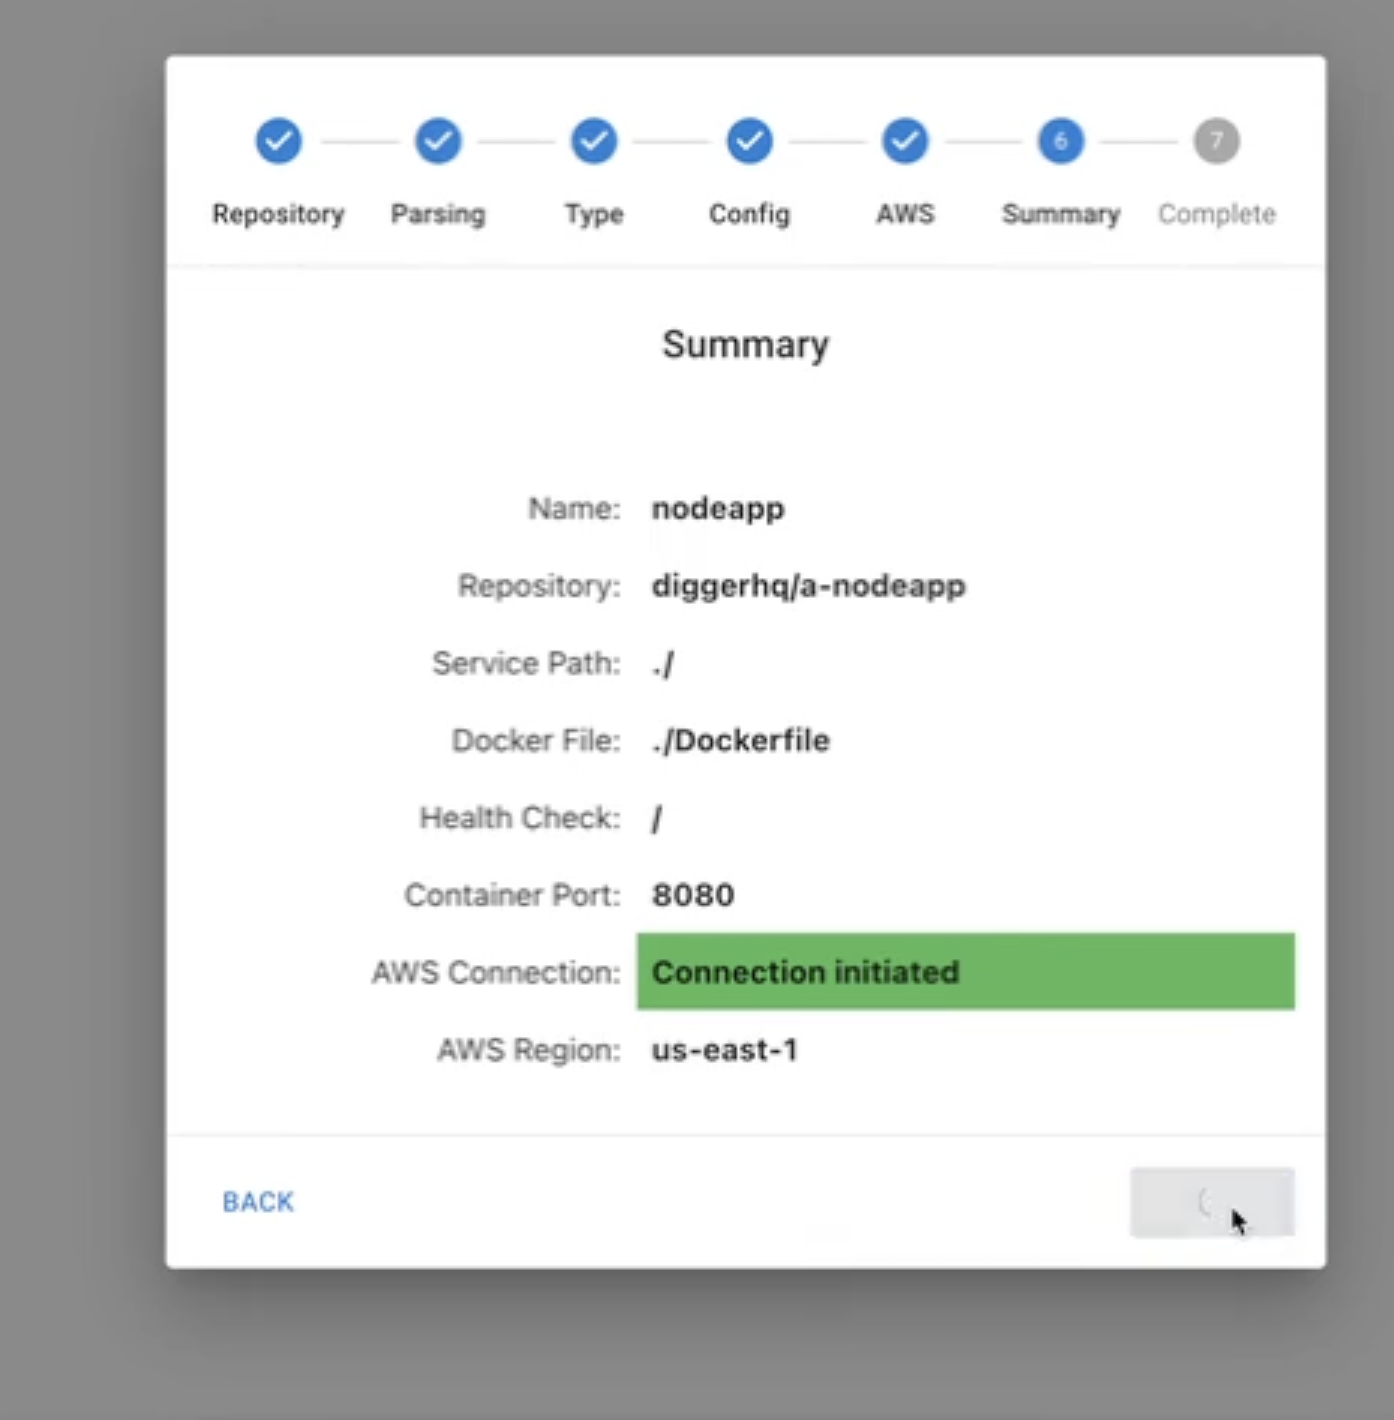 6
7
Repository
Parsing
Type
Config
AWS
Summary
Complete
Summary
Name: nodeapp
Repository: diggerhq/a-nodeapp
Service Path: ./
Docker File: ./Dockerfile
Health Check: /
Container Port: 8080
AWS Connection: Connection initiated
AWS Region: us-east-1
BACK